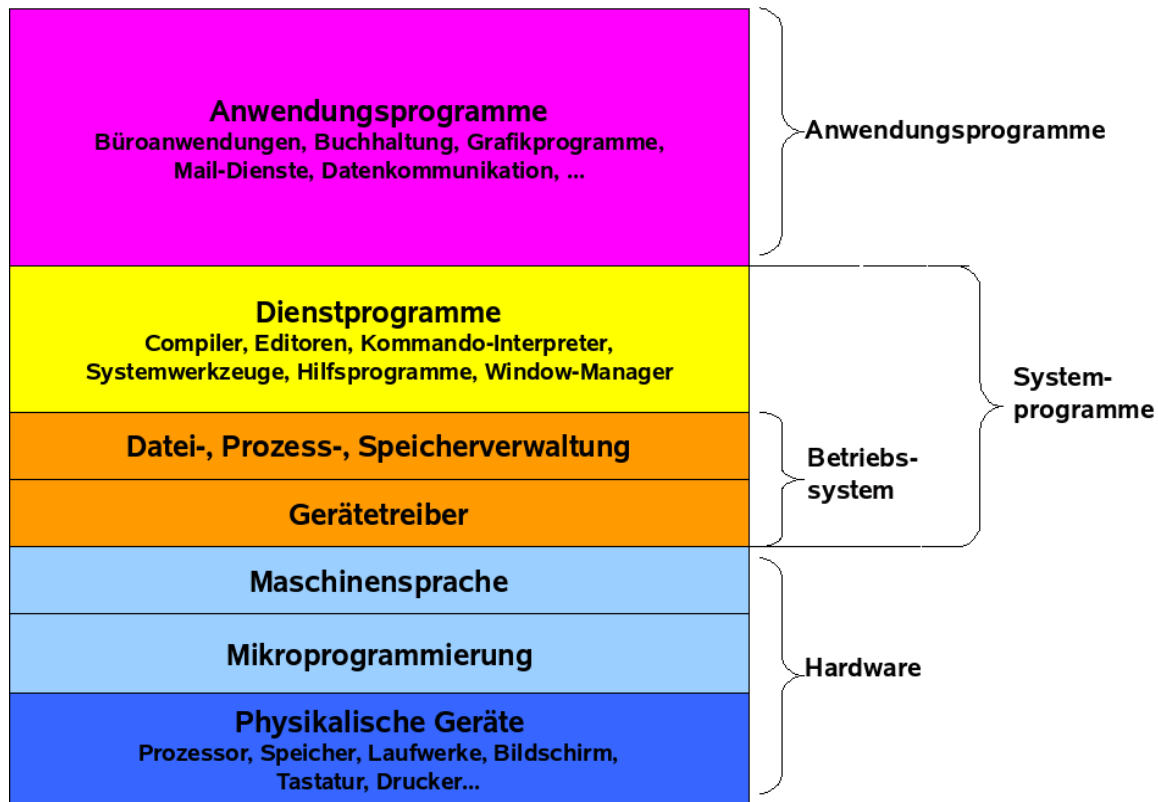 Anwendungsprogramme
Büroanwendungen, Buchhaltung, Grafikprogramme,
Mail-Dienste, Datenkommunikation, ...
Anwendungsprogramme
Dienstprogramme
Compiler, Editoren, Kommando-Interpreter,
Systemwerkzeuge, Hilfsprogramme, Window-Manager
System-
programme
Datei-, Prozess-, Speicherverwaltung
Gerätetreiber
Betriebs-
system
Maschinensprache
Mikroprogrammierung
Physikalische Geräte
Prozessor, Speicher, Laufwerke, Bildschirm,
Tastatur, Drucker...
Hardware